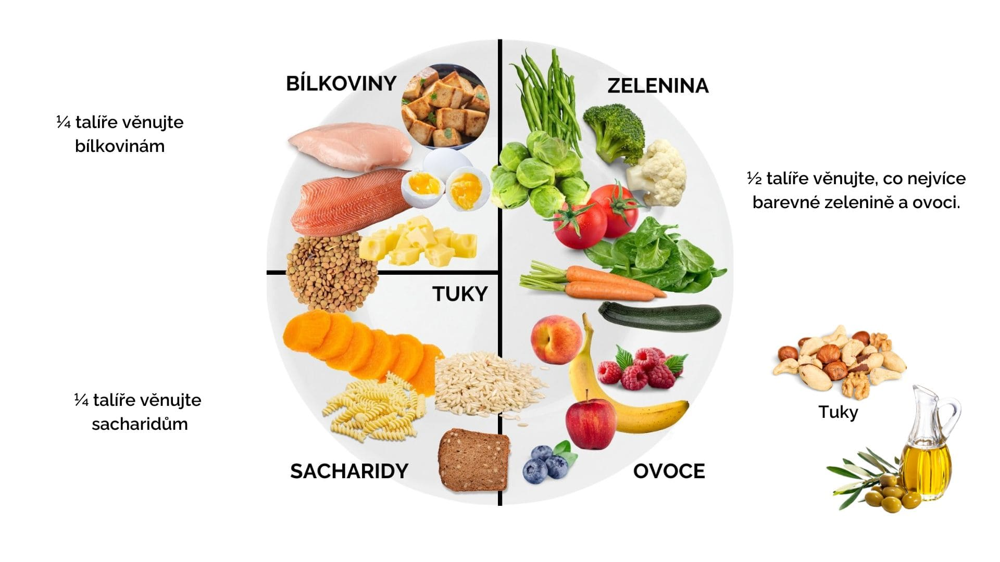 BÍLKOVINY
ZELENINA
¼ talíře věnujte
bílkovinám
½ talíře věnujte, co nejvíce
barevné zelenině a ovoci.
TUKY
¼ talíře věnujte
sacharidům
Tuky
SACHARIDY
OVOCE